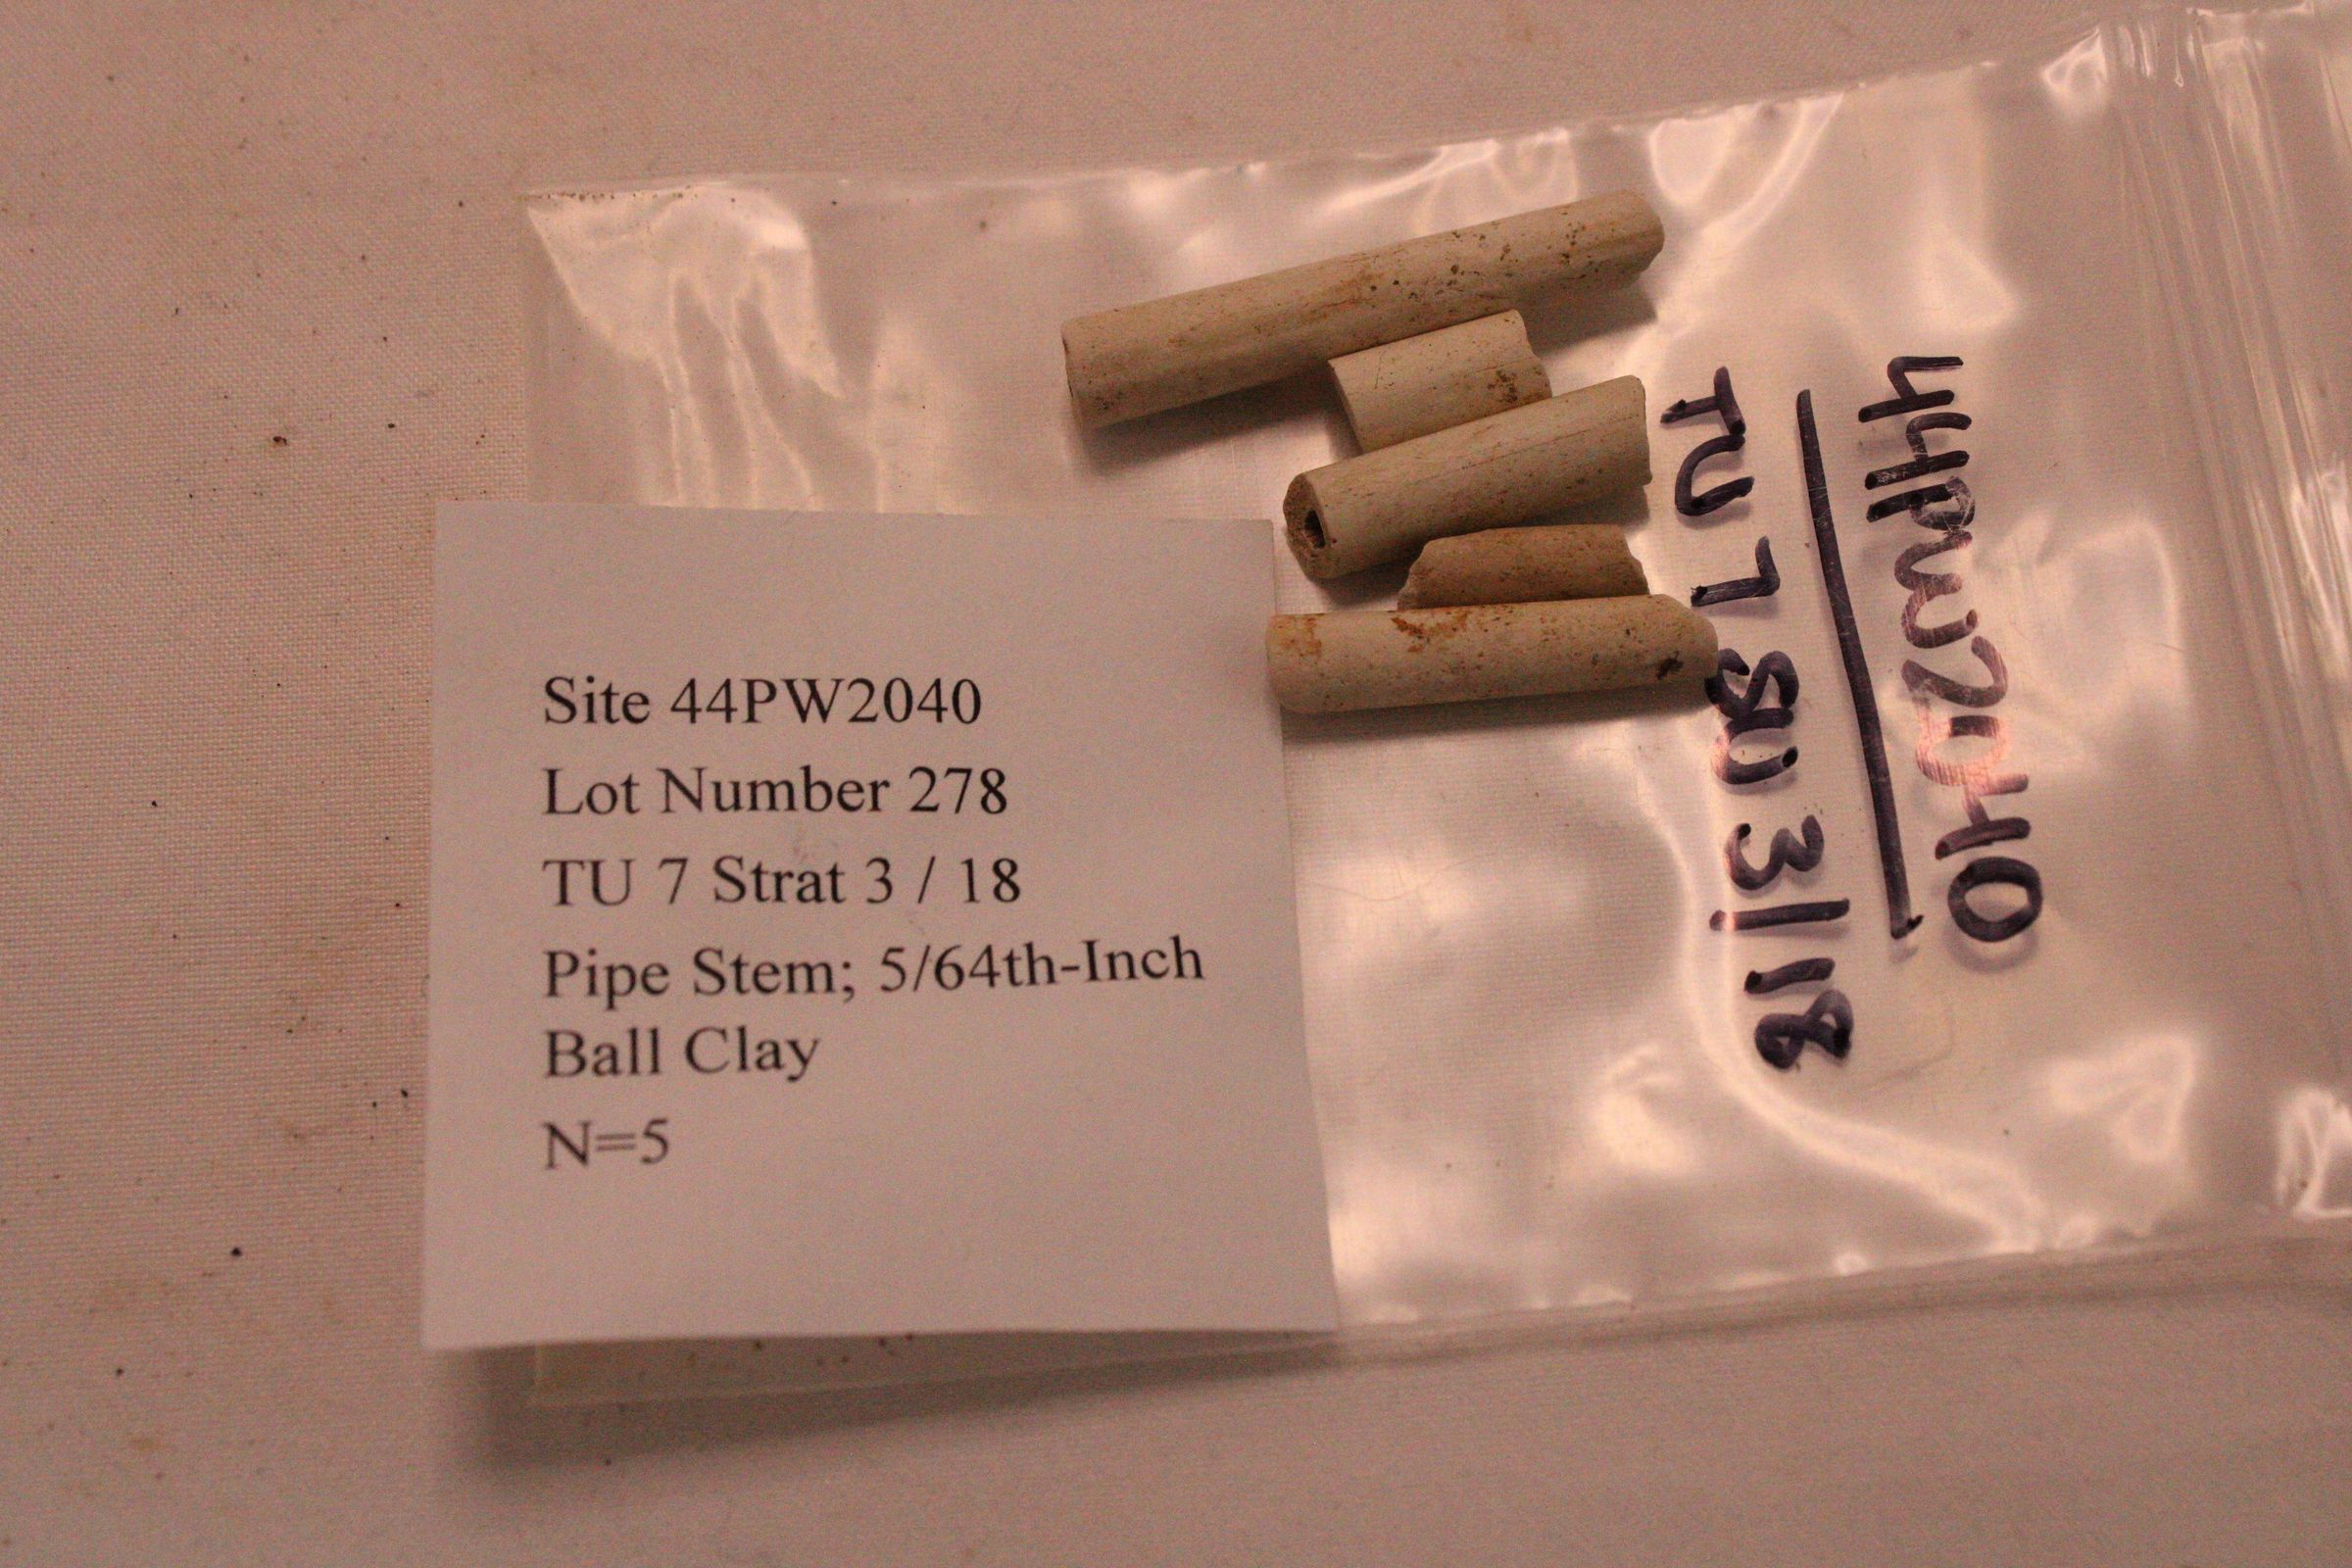 Site 44PW2040
Lot Number 278
TU 7 Strat 3 / 18
Pipe Stem; 5/64th-Inch
Ball Clay
N=5
44PW2040
TU 7 SU 3/18